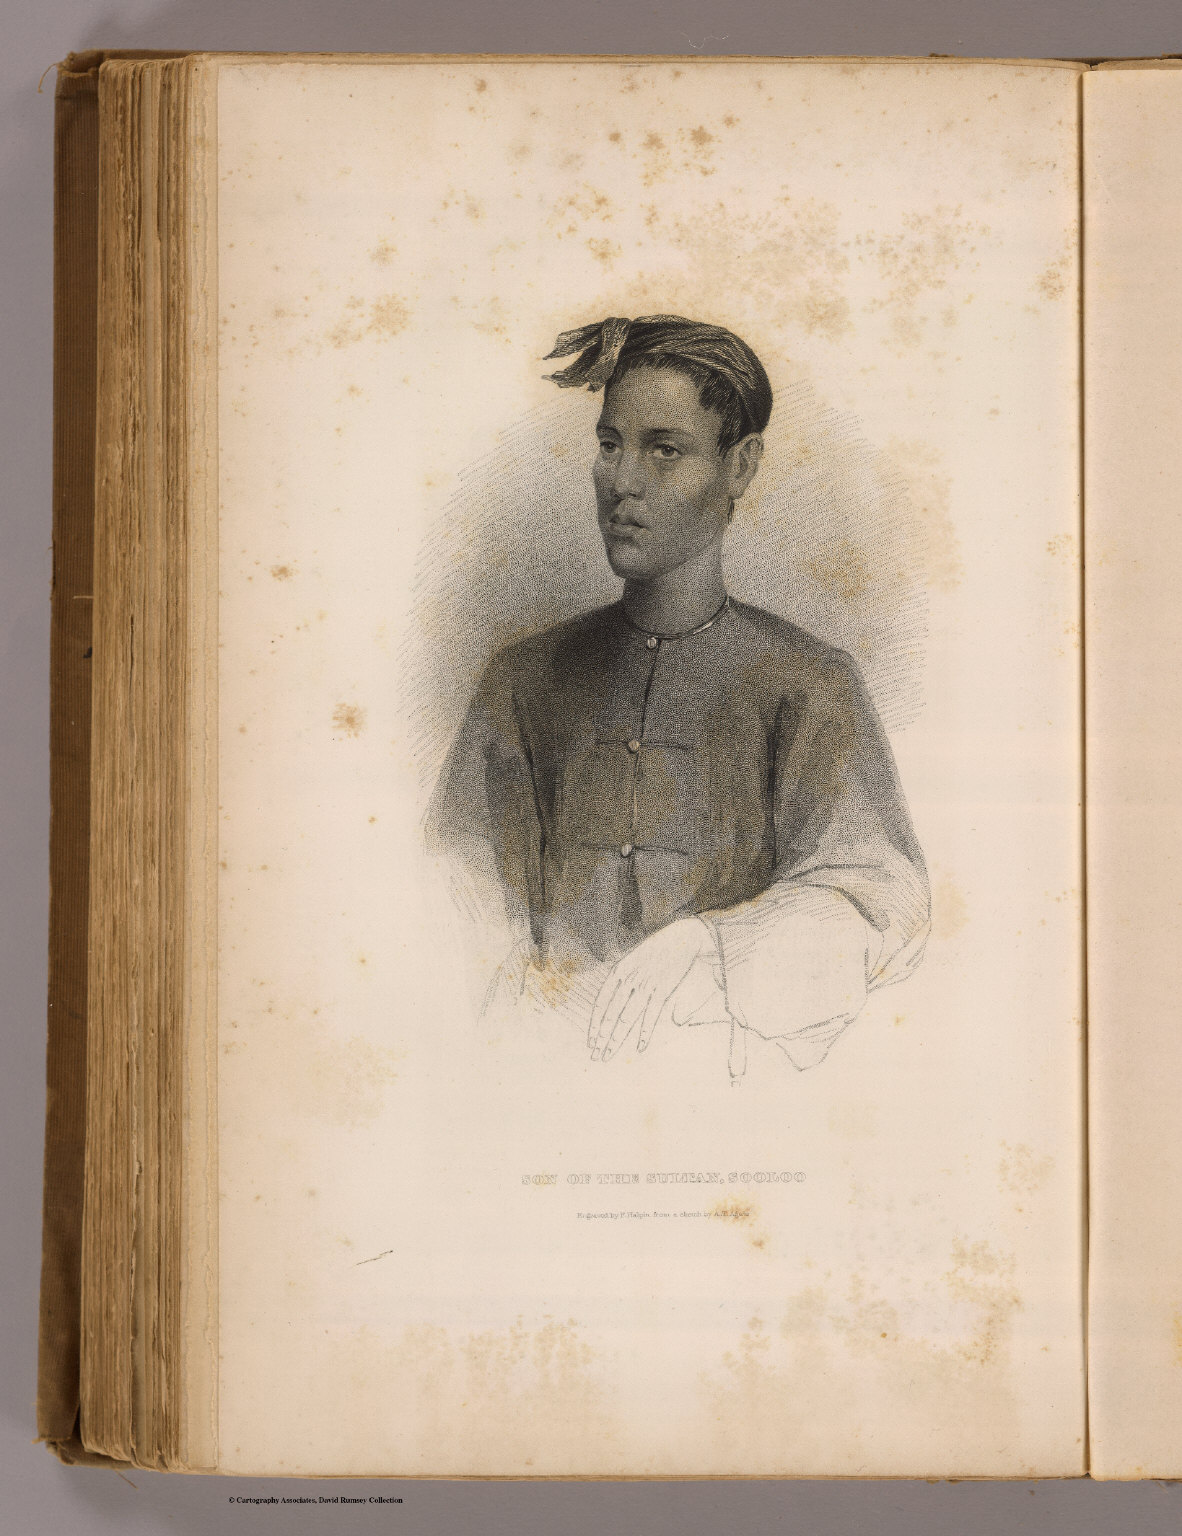 SON OF THE SULTAN, SOOLOO
Engraved by F. Halpin, from a sketch by A. T. Agate
© Cartography Associates, David Rumsey Collection